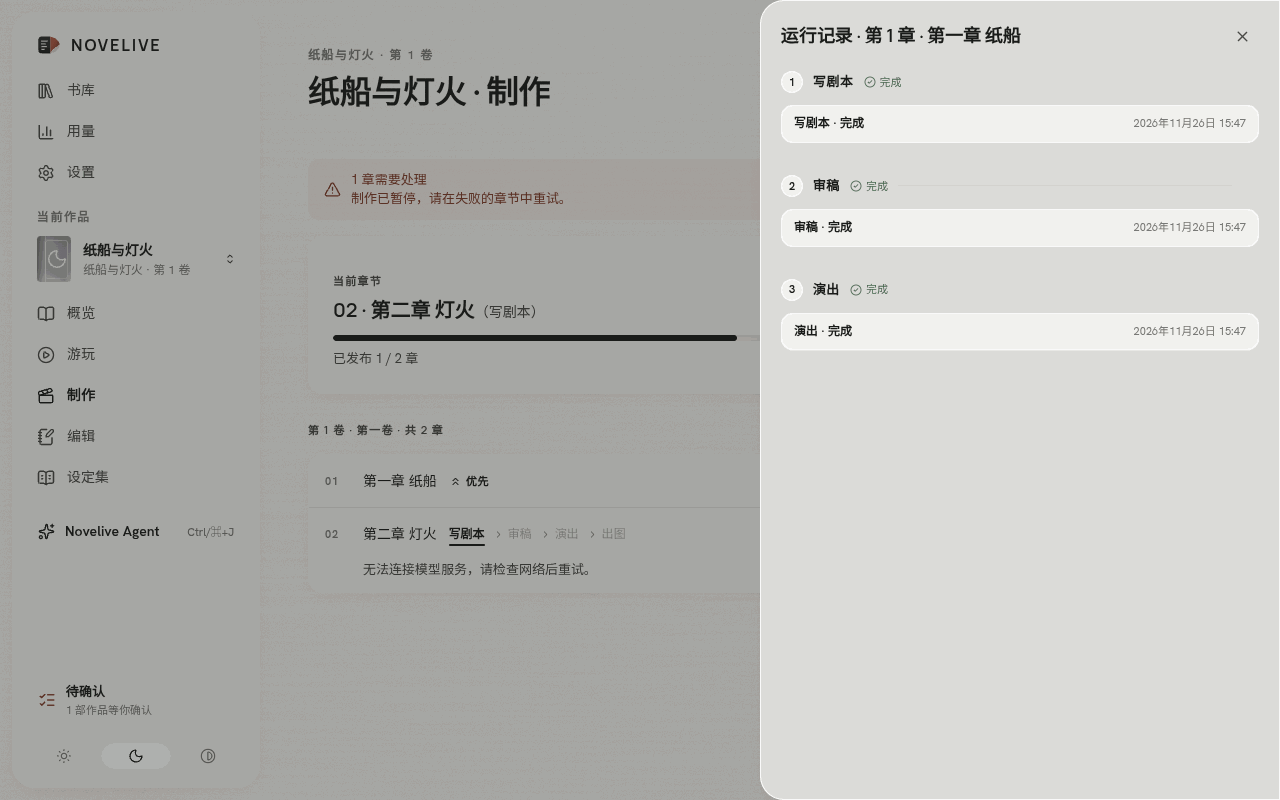 NOVELIVE
书库
用量
设置
当前作品
纸船与灯火
纸船与灯火 · 第 1 卷
概览
游玩
制作
编辑
设定集
Novelive Agent Ctrl/⌘+J
待确认
1 部作品等你确认
纸船与灯火 · 第 1 卷
纸船与灯火 · 制作
1 章需要处理
制作已暂停，请在失败的章节中重试。
当前章节
02 · 第二章 灯火（写剧本）
已发布 1 / 2 章
第 1 卷 · 第一卷 · 共 2 章
01 第一章 纸船 优先
02 第二章 灯火 写剧本 › 审稿 › 演出 › 出图
无法连接模型服务，请检查网络后重试。
运行记录 · 第 1 章 · 第一章 纸船
1 写剧本 完成
写剧本 · 完成 2026年11月26日 15:47
2 审稿 完成
审稿 · 完成 2026年11月26日 15:47
3 演出 完成
演出 · 完成 2026年11月26日 15:47